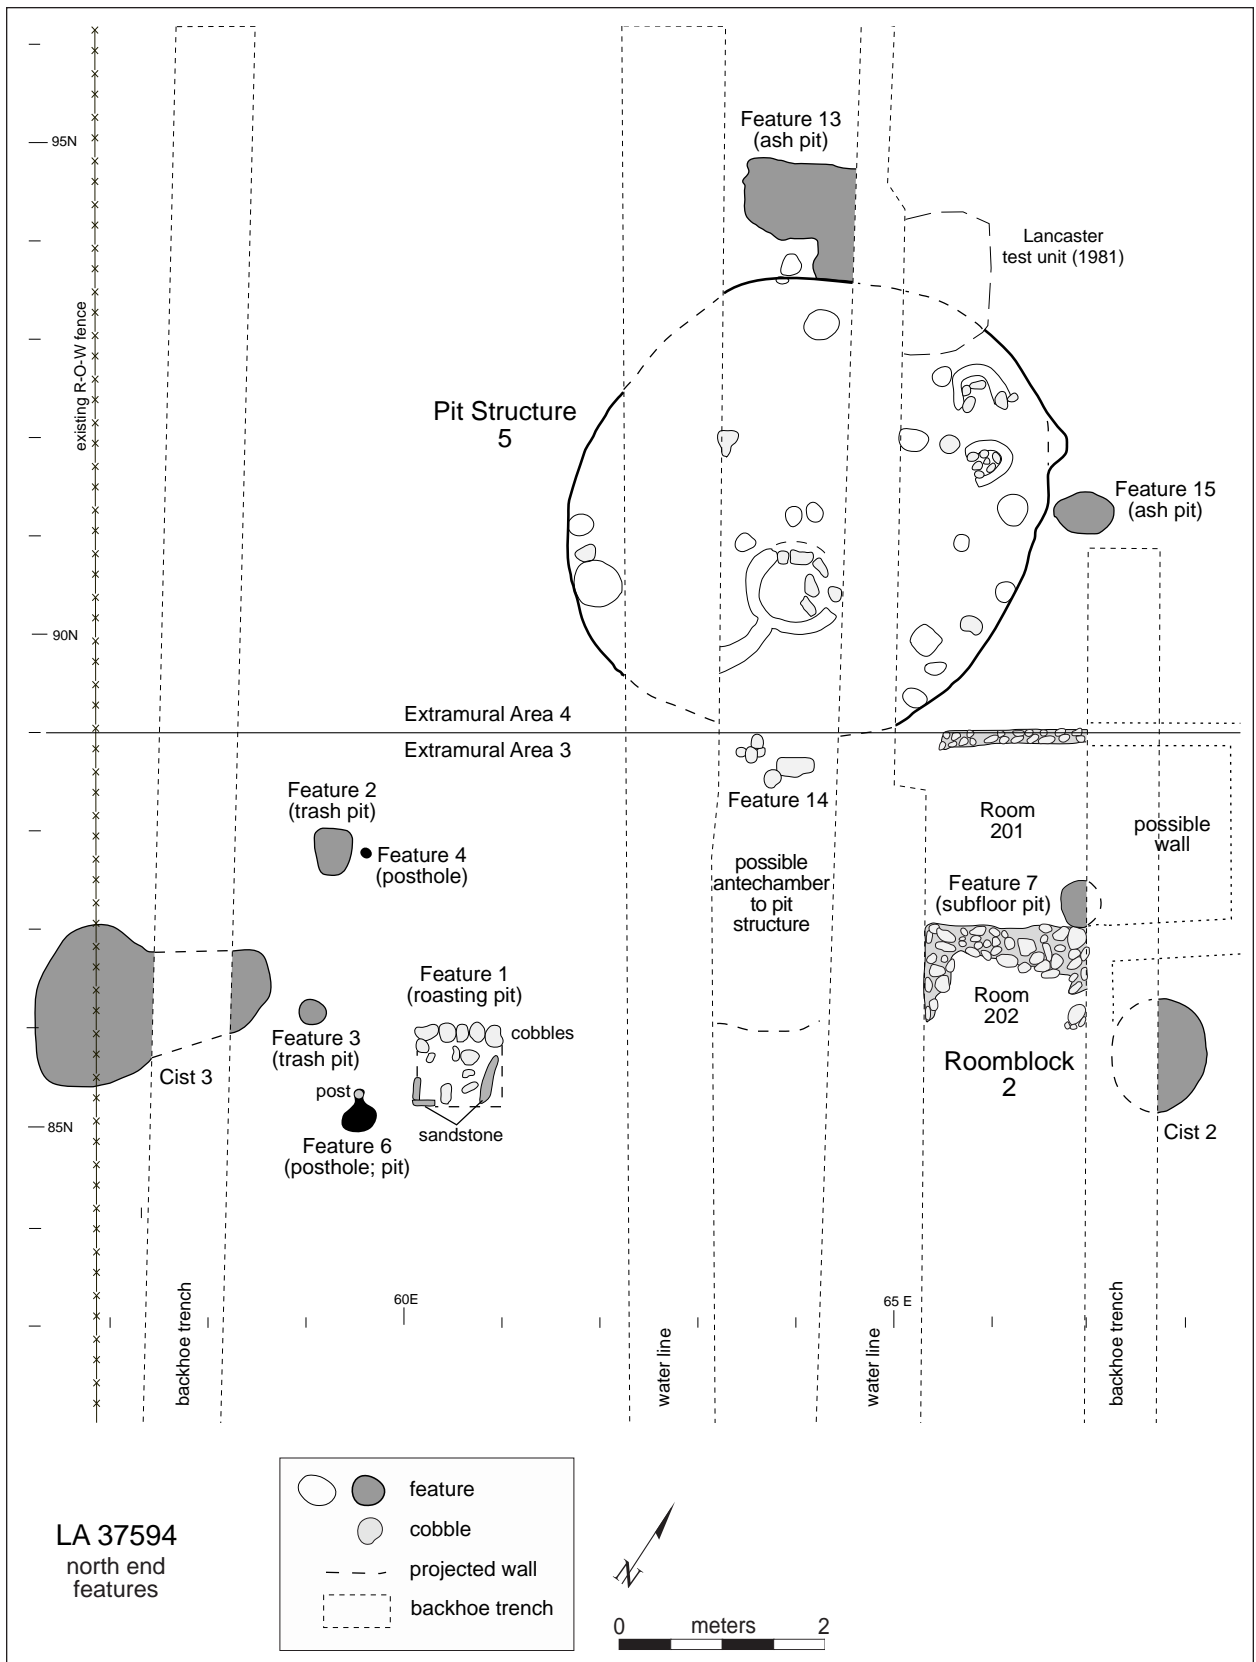 Feature 13
(ash pit)
95N
Lancaster
test unit (1981)
existing R-O-W fence
Pit Structure
5
Feature 15
(ash pit)
90N
Extramural Area 4
Extramural Area 3
Feature 2
(trash pit)
Feature 14
Room
201
possible
wall
Feature 4
(posthole)
possible
antechamber
to pit
structure
Feature 7
(subfloor pit)
Feature 1
(roasting pit)
Room
202
cobbles
Feature 3
(trash pit)
Roomblock
2
Cist 3
post
85N
sandstone
Cist 2
Feature 6
(posthole; pit)
60E
65 E
backhoe trench
water line
water line
backhoe trench
feature
cobble
projected wall
backhoe trench
LA 37594
north end
features
N
0 meters 2